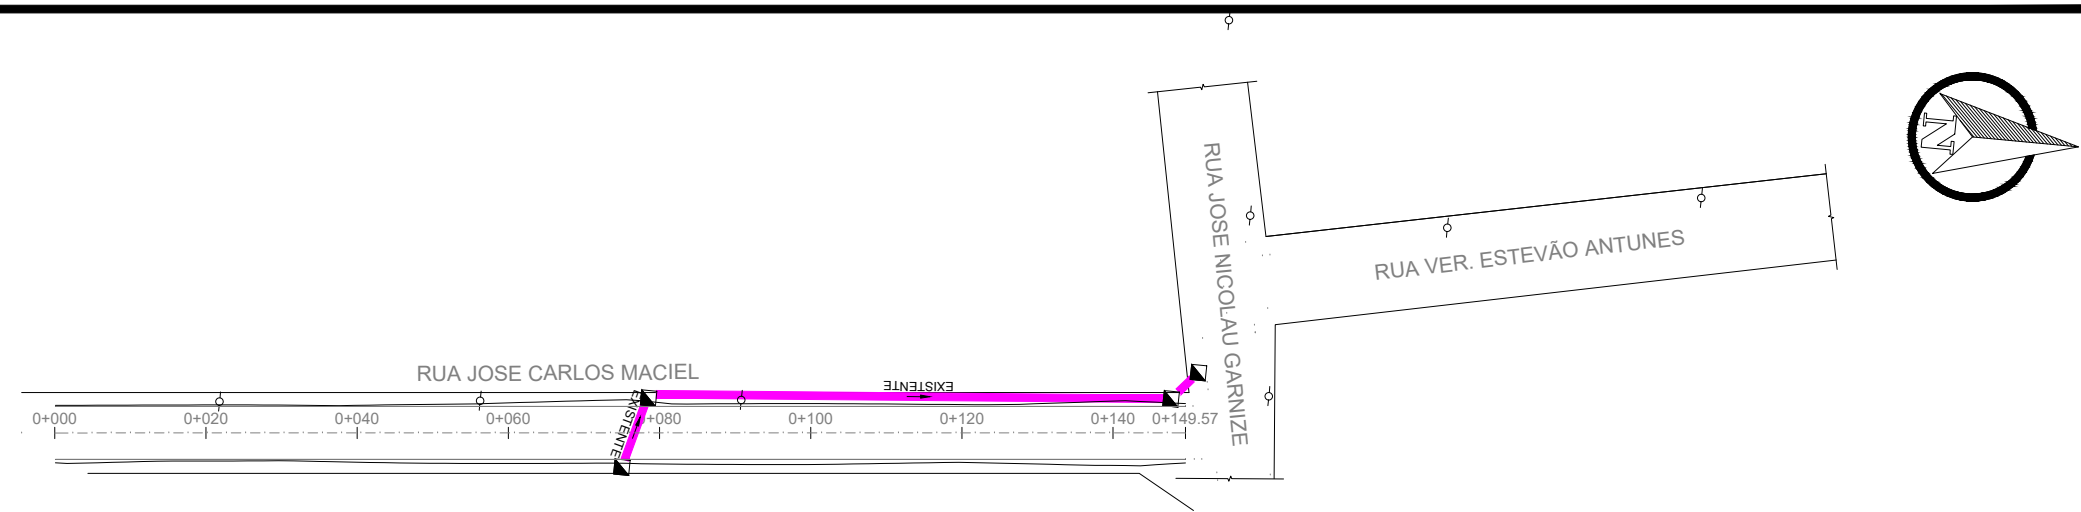 N
RUA JOSE NICOLAU GARNIZE
RUA VER. ESTEVÃO ANTUNES
RUA JOSE CARLOS MACIEL
EXISTENTE
EXISTENTE
0+000
0+020
0+040
0+060
0+080
0+100
0+120
0+140
0+149.57